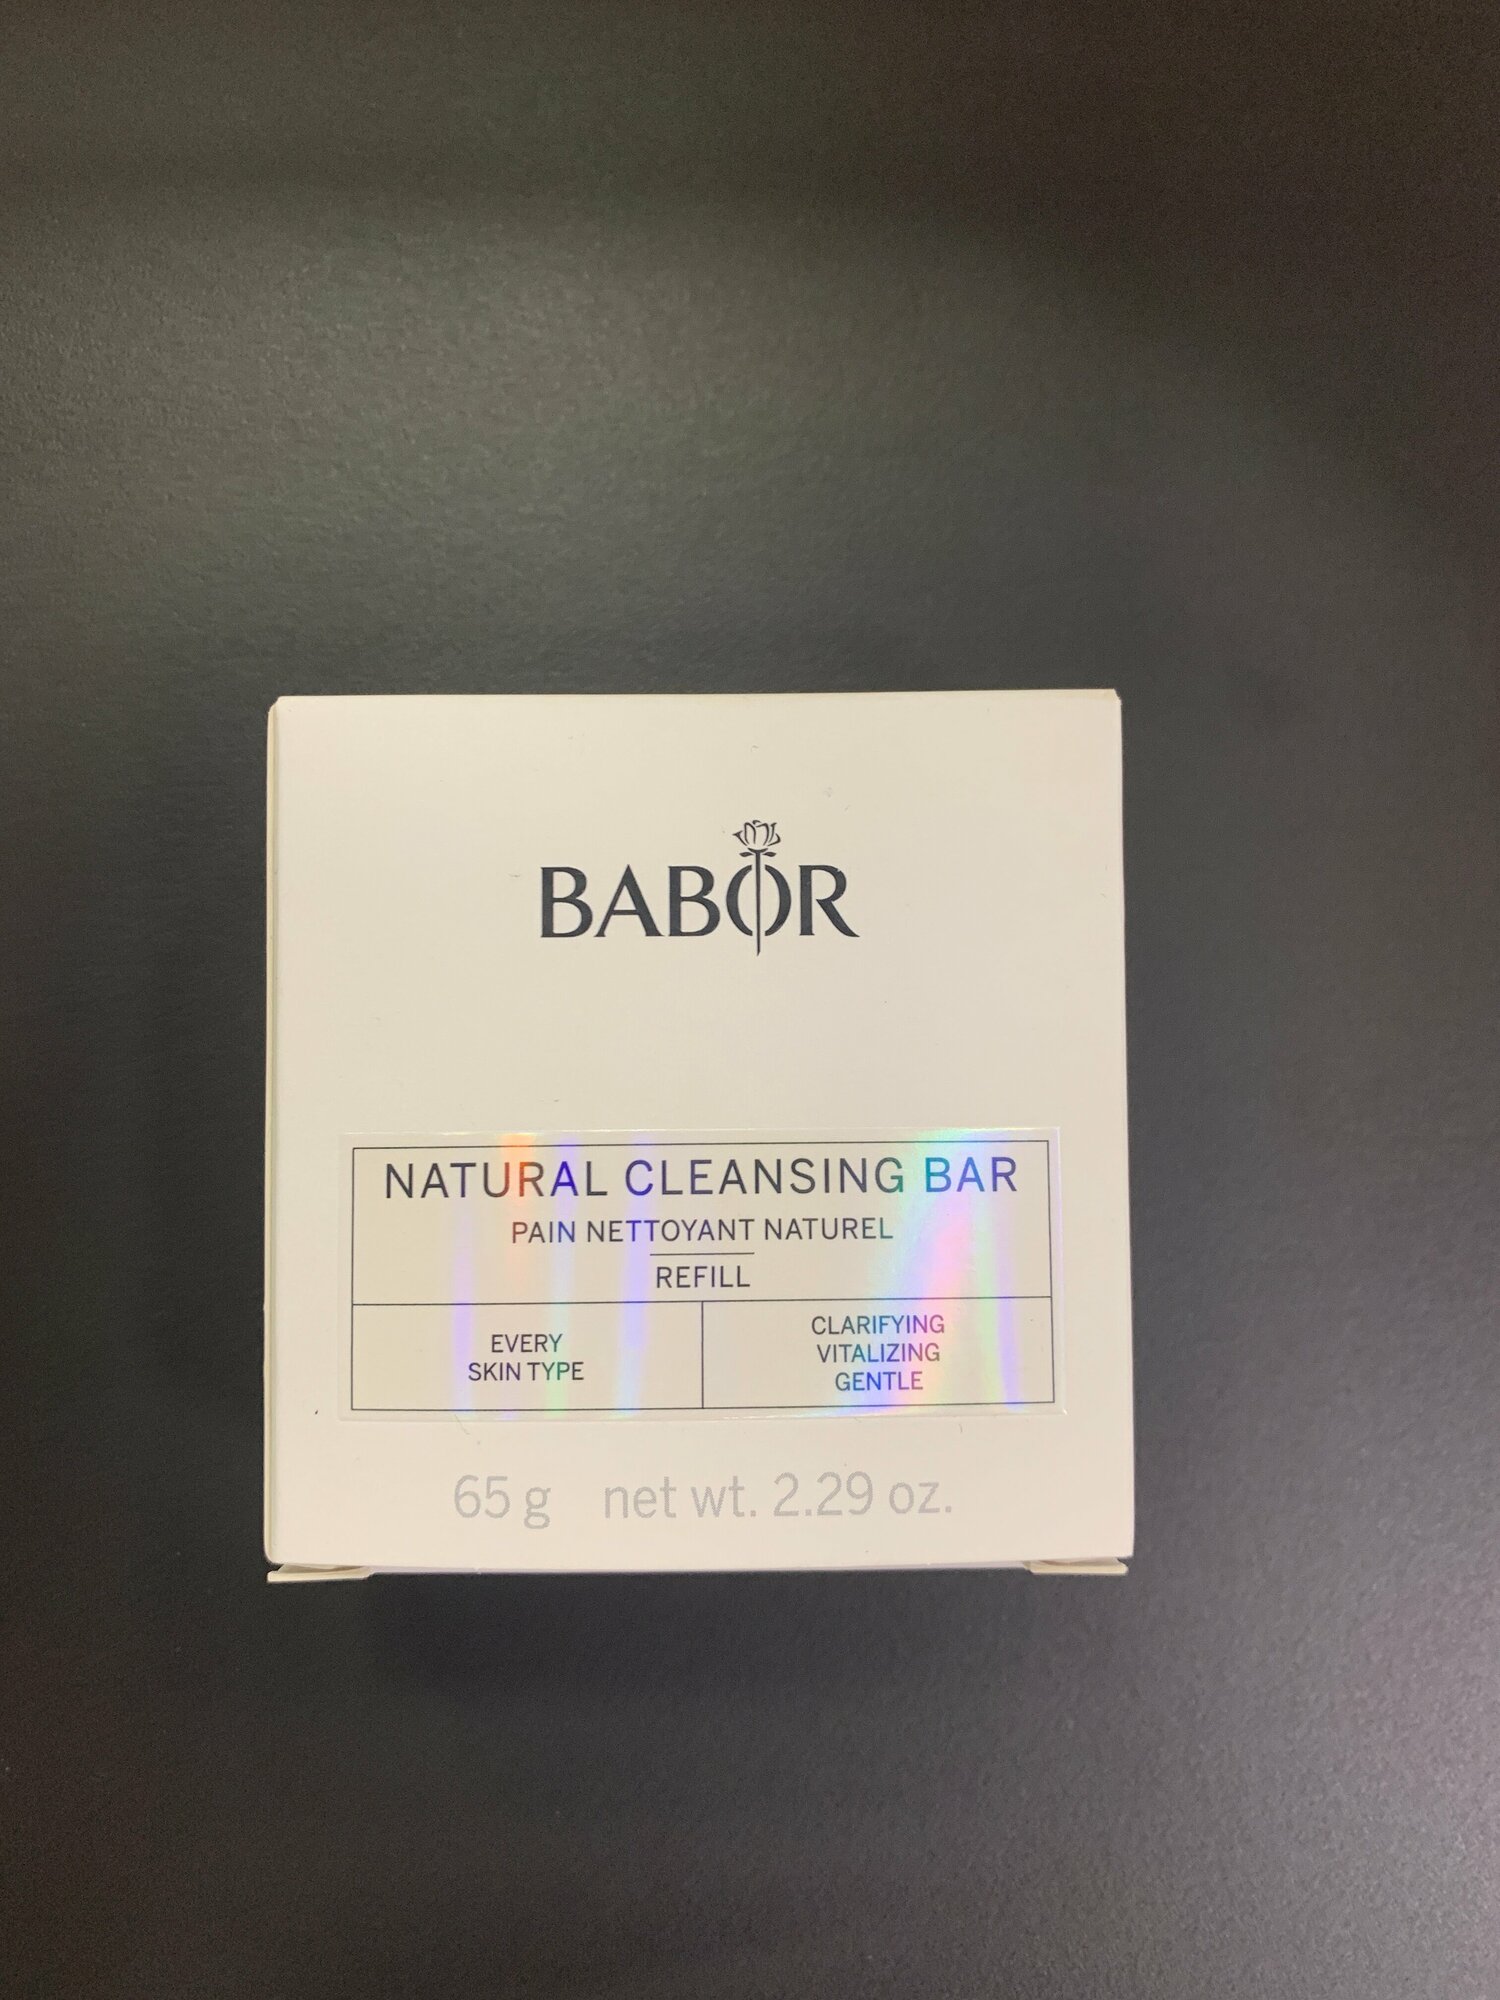 BABOR
NATURAL CLEANSING BAR
PAIN NETTOYANT NATUREL
REFILL
EVERY
SKIN TYPE
CLARIFYING
VITALIZING
GENTLE
65 g net wt. 2.29 oz.